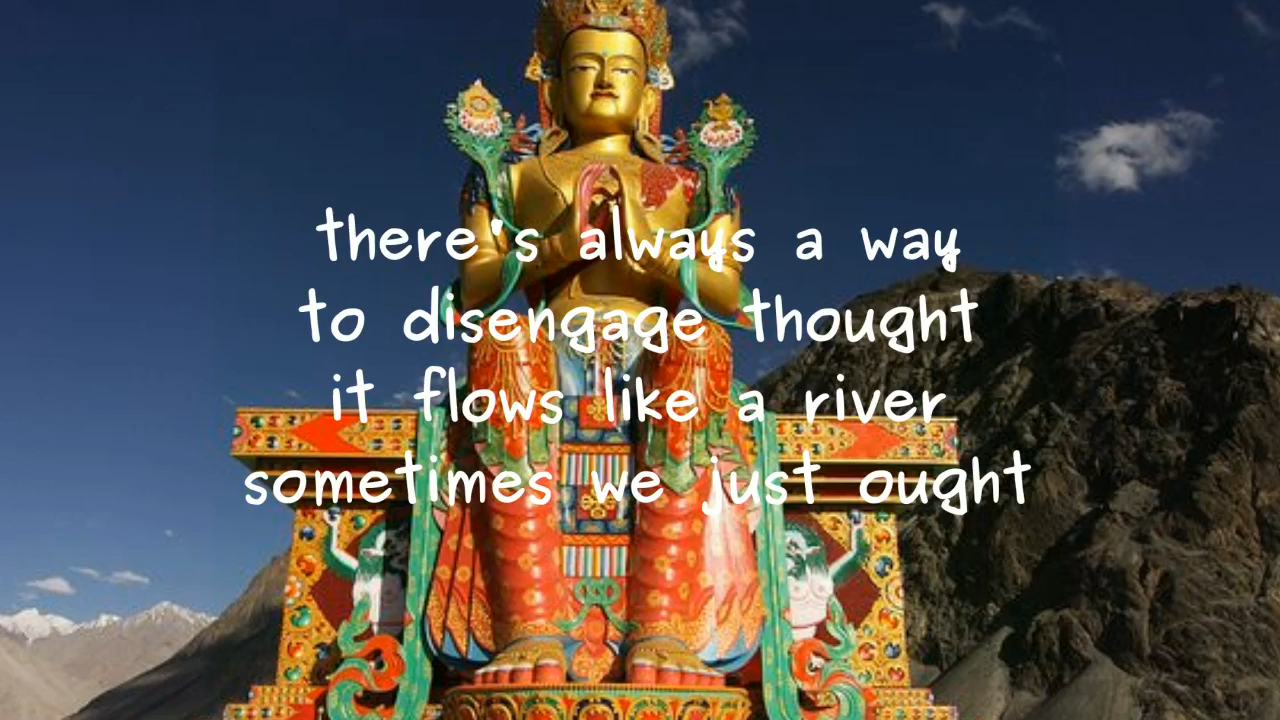 there's always a way
to disengage thought
it flows like a river
sometimes we just ought